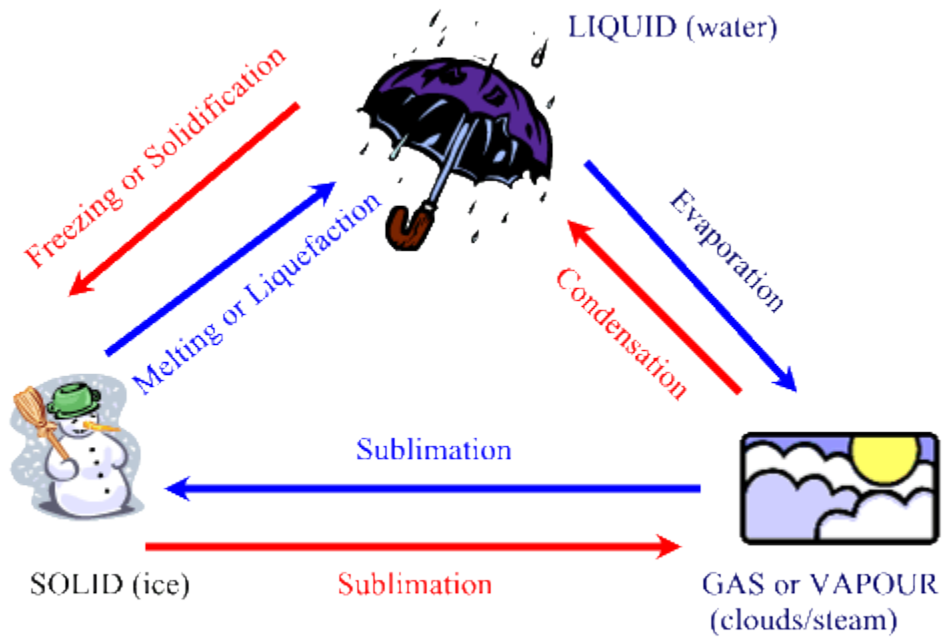 LIQUID (water)
Freezing or Solidification
Melting or Liquefaction
Evaporation
Condensation
Sublimation
Sublimation
SOLID (ice)
GAS or VAPOUR
(clouds/steam)